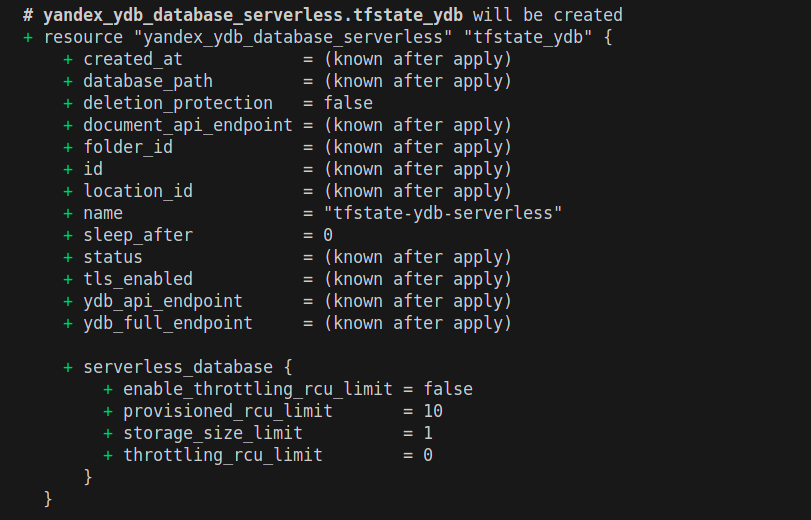 # yandex_ydb_database_serverless.tfstate_ydb will be created
+ resource "yandex_ydb_database_serverless" "tfstate_ydb" {
    + created_at            = (known after apply)
    + database_path         = (known after apply)
    + deletion_protection   = false
    + document_api_endpoint = (known after apply)
    + folder_id             = (known after apply)
    + id                    = (known after apply)
    + location_id           = (known after apply)
    + name                  = "tfstate-ydb-serverless"
    + sleep_after           = 0
    + status                = (known after apply)
    + tls_enabled           = (known after apply)
    + ydb_api_endpoint      = (known after apply)
    + ydb_full_endpoint     = (known after apply)

    + serverless_database {
        + enable_throttling_rcu_limit = false
        + provisioned_rcu_limit       = 10
        + storage_size_limit          = 1
        + throttling_rcu_limit        = 0
      }
  }